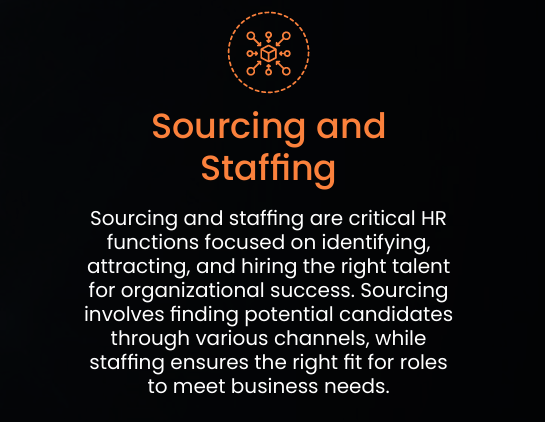 Sourcing and
Staffing
Sourcing and staffing are critical HR
functions focused on identifying,
attracting, and hiring the right talent
for organizational success. Sourcing
involves finding potential candidates
through various channels, while
staffing ensures the right fit for roles
to meet business needs.